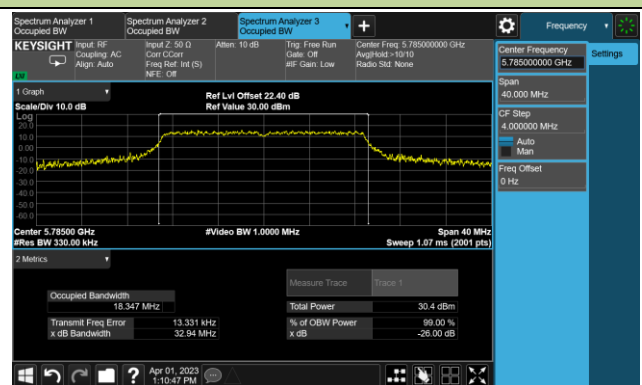 Spectrum Analyzer 1
Occupied BW
Spectrum Analyzer 2
Occupied BW
Spectrum Analyzer 3
Occupied BW
Frequency
KEYSIGHT
Input: RF
Coupling: AC
Align: Auto
Input Z: 50 Ω
Corr CCorr
Freq Ref: Int (S)
NFE: Off
Atten: 10 dB
Trig: Free Run
Gate: Off
#IF Gain: Low
Center Freq: 5.785000000 GHz
Avg|Hold:>10/10
Radio Std: None
LV
Center Frequency
5.785000000 GHz
Settings
Span
40.000 MHz
CF Step
4.000000 MHz
Auto
Man
Freq Offset
0 Hz
1 Graph
Scale/Div 10.0 dB
Ref Lvl Offset 22.40 dB
Ref Value 30.00 dBm
Log
20.0
10.0
0.00
-10.0
-20.0
-30.0
-40.0
-50.0
-60.0
Center 5.78500 GHz
#Res BW 330.00 kHz
#Video BW 1.0000 MHz
Span 40 MHz
Sweep 1.07 ms (2001 pts)
2 Metrics
Measure Trace
Trace 1
Occupied Bandwidth
18.347 MHz
Total Power
30.4 dBm
Transmit Freq Error
13.331 kHz
% of OBW Power
99.00 %
x dB Bandwidth
32.94 MHz
x dB
-26.00 dB
Apr 01, 2023
1:10:47 PM